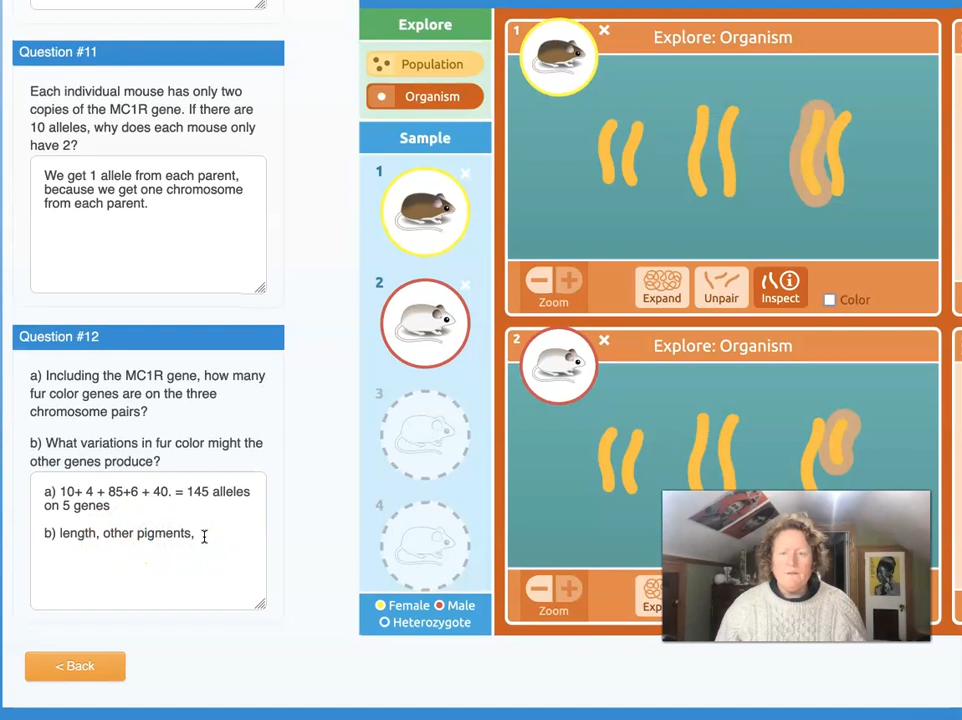 Question #11
Each individual mouse has only two
copies of the MC1R gene. If there are
10 alleles, why does each mouse only
have 2?
We get 1 allele from each parent,
because we get one chromosome
from each parent.
Question #12
a) Including the MC1R gene, how many
fur color genes are on the three
chromosome pairs?
b) What variations in fur color might the
other genes produce?
a) 10+ 4 + 85+6 + 40. = 145 alleles
on 5 genes
b) length, other pigments,
< Back
Explore
Population
Organism
Sample
1
2
3
4
Female Male
Heterozygote
1
Explore: Organism
Zoom
Expand
Unpair
Inspect
Color
2
Explore: Organism
Zoom
Exp